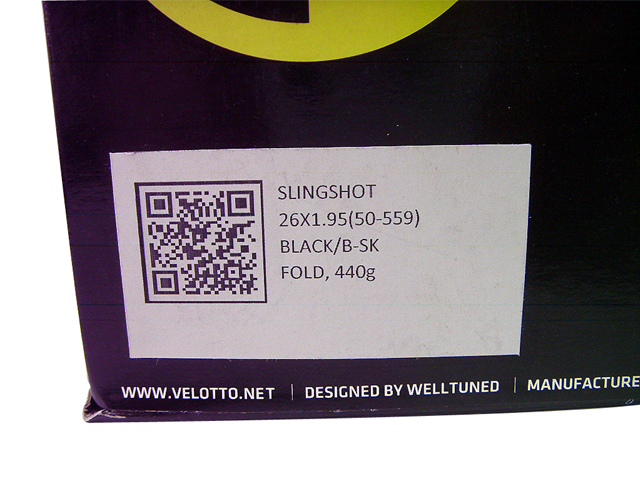 SLINGSHOT
26X1.95(50-559)
BLACK/B-SK
FOLD, 440g
WWW.VELOTTO.NET | DESIGNED BY WELLTUNED | MANUFACTURE